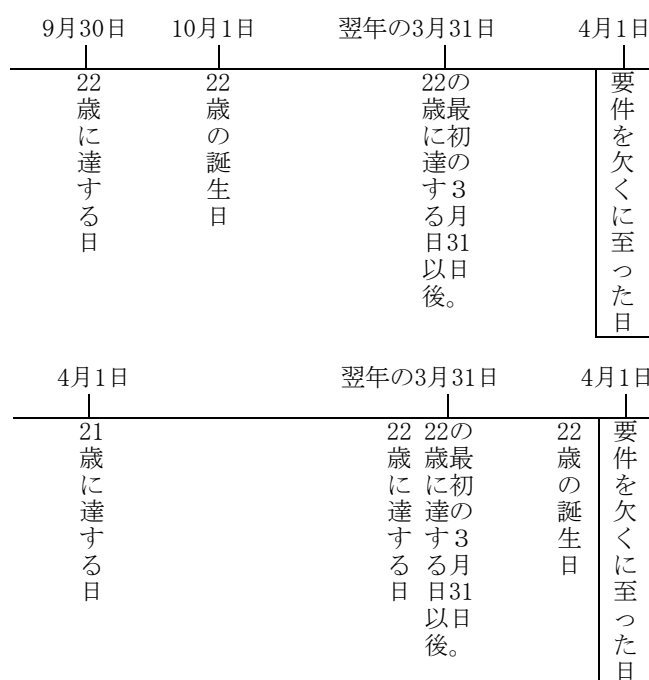 9月30日
10月1日
翌年の3月31日
4月1日
22歳に達する日
22歳の誕生日
22歳に達する日以後
の最初の3月31日。
要件を欠くに至った日
4月1日
翌年の3月31日
4月1日
21歳に達する日
22歳に達する日
22歳に達する日以後
の最初の3月31日。
22歳の誕生日
要件を欠くに至った日